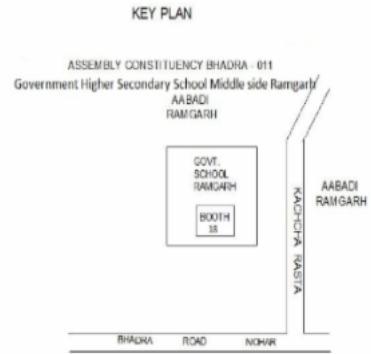 KEY PLAN
ASSEMBLY CONSTITUENCY BHADRA - 011
Government Higher Secondary School Middle side Ramgarh
AABADI
RAMGARH
GOVT.
SCHOOL
RAMGARH
BOOTH
18
KACHCHA RASTA
AABADI
RAMGARH
BHADRA ROAD NOHAR